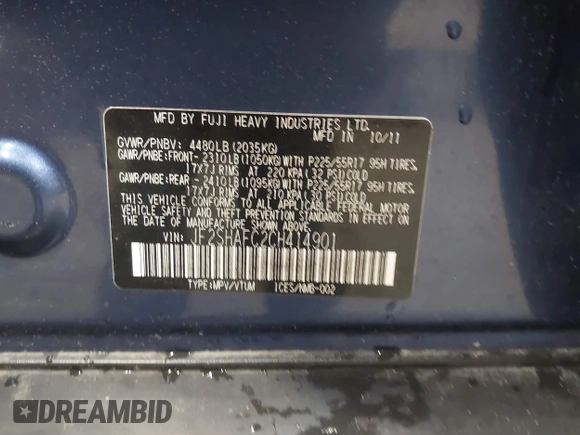 MFD BY FUJI HEAVY INDUSTRIES LTD.
MFD IN 10/11
GVWR/PNBV: 4480LB (2035KG)
GAWR/PNBE: FRONT- 2310LB (1050KG) WITH P225/55R17 95H TIRES,
17X7J RIMS AT 220 KPA (32 PSI) COLD
GAWR/PNBE: REAR - 2410LB (1095KG) WITH P225/55R17 95H TIRES,
17X7J RIMS AT 210 KPA (30 PSI) COLD
THIS VEHICLE CONFORMS TO ALL APPLICABLE FEDERAL MOTOR
VEHICLE SAFETY AND THEFT PREVENTION STANDARDS IN EFFECT
ON THE DATE OF MANUFACTURE SHOWN ABOVE.
VIN: JF2SHAFC2CH414901
TYPE:MPV/VTUM ICES/NMB-002
DREAMBID